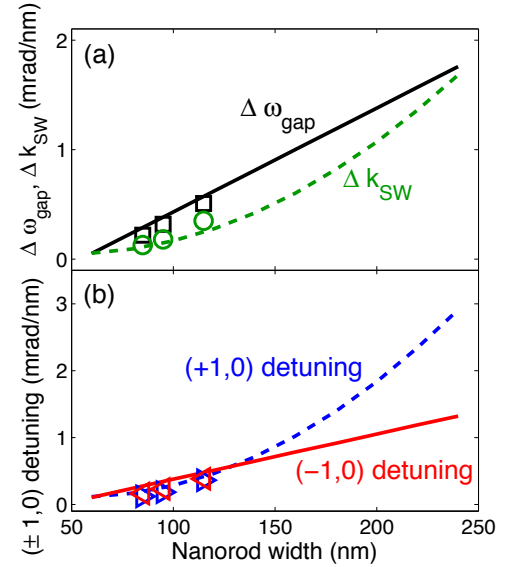 (a)
Δ ω_gap, Δ k_SW (mrad/nm)
2
1
0
Δ ω_gap
Δ k_SW
(b)
(± 1,0) detuning (mrad/nm)
3
2
1
0
(+1,0) detuning
(−1,0) detuning
50
100
150
200
250
Nanorod width (nm)